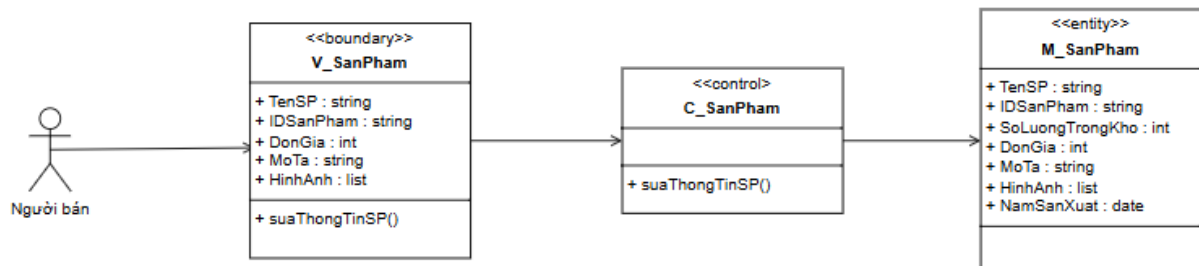 Người bán
<<boundary>>
V_SanPham
+ TenSP : string
+ IDSanPham : string
+ DonGia : int
+ MoTa : string
+ HinhAnh : list
+ suaThongTinSP()
<<control>
C_SanPham
+ suaThongTinSP()
<<entity>>
M_SanPham
+ TenSP : string
+ IDSanPham : string
+ SoLuongTrongKho : int
+ DonGia : int
+ MoTa : string
+ HinhAnh : list
+ NamSanXuat : date